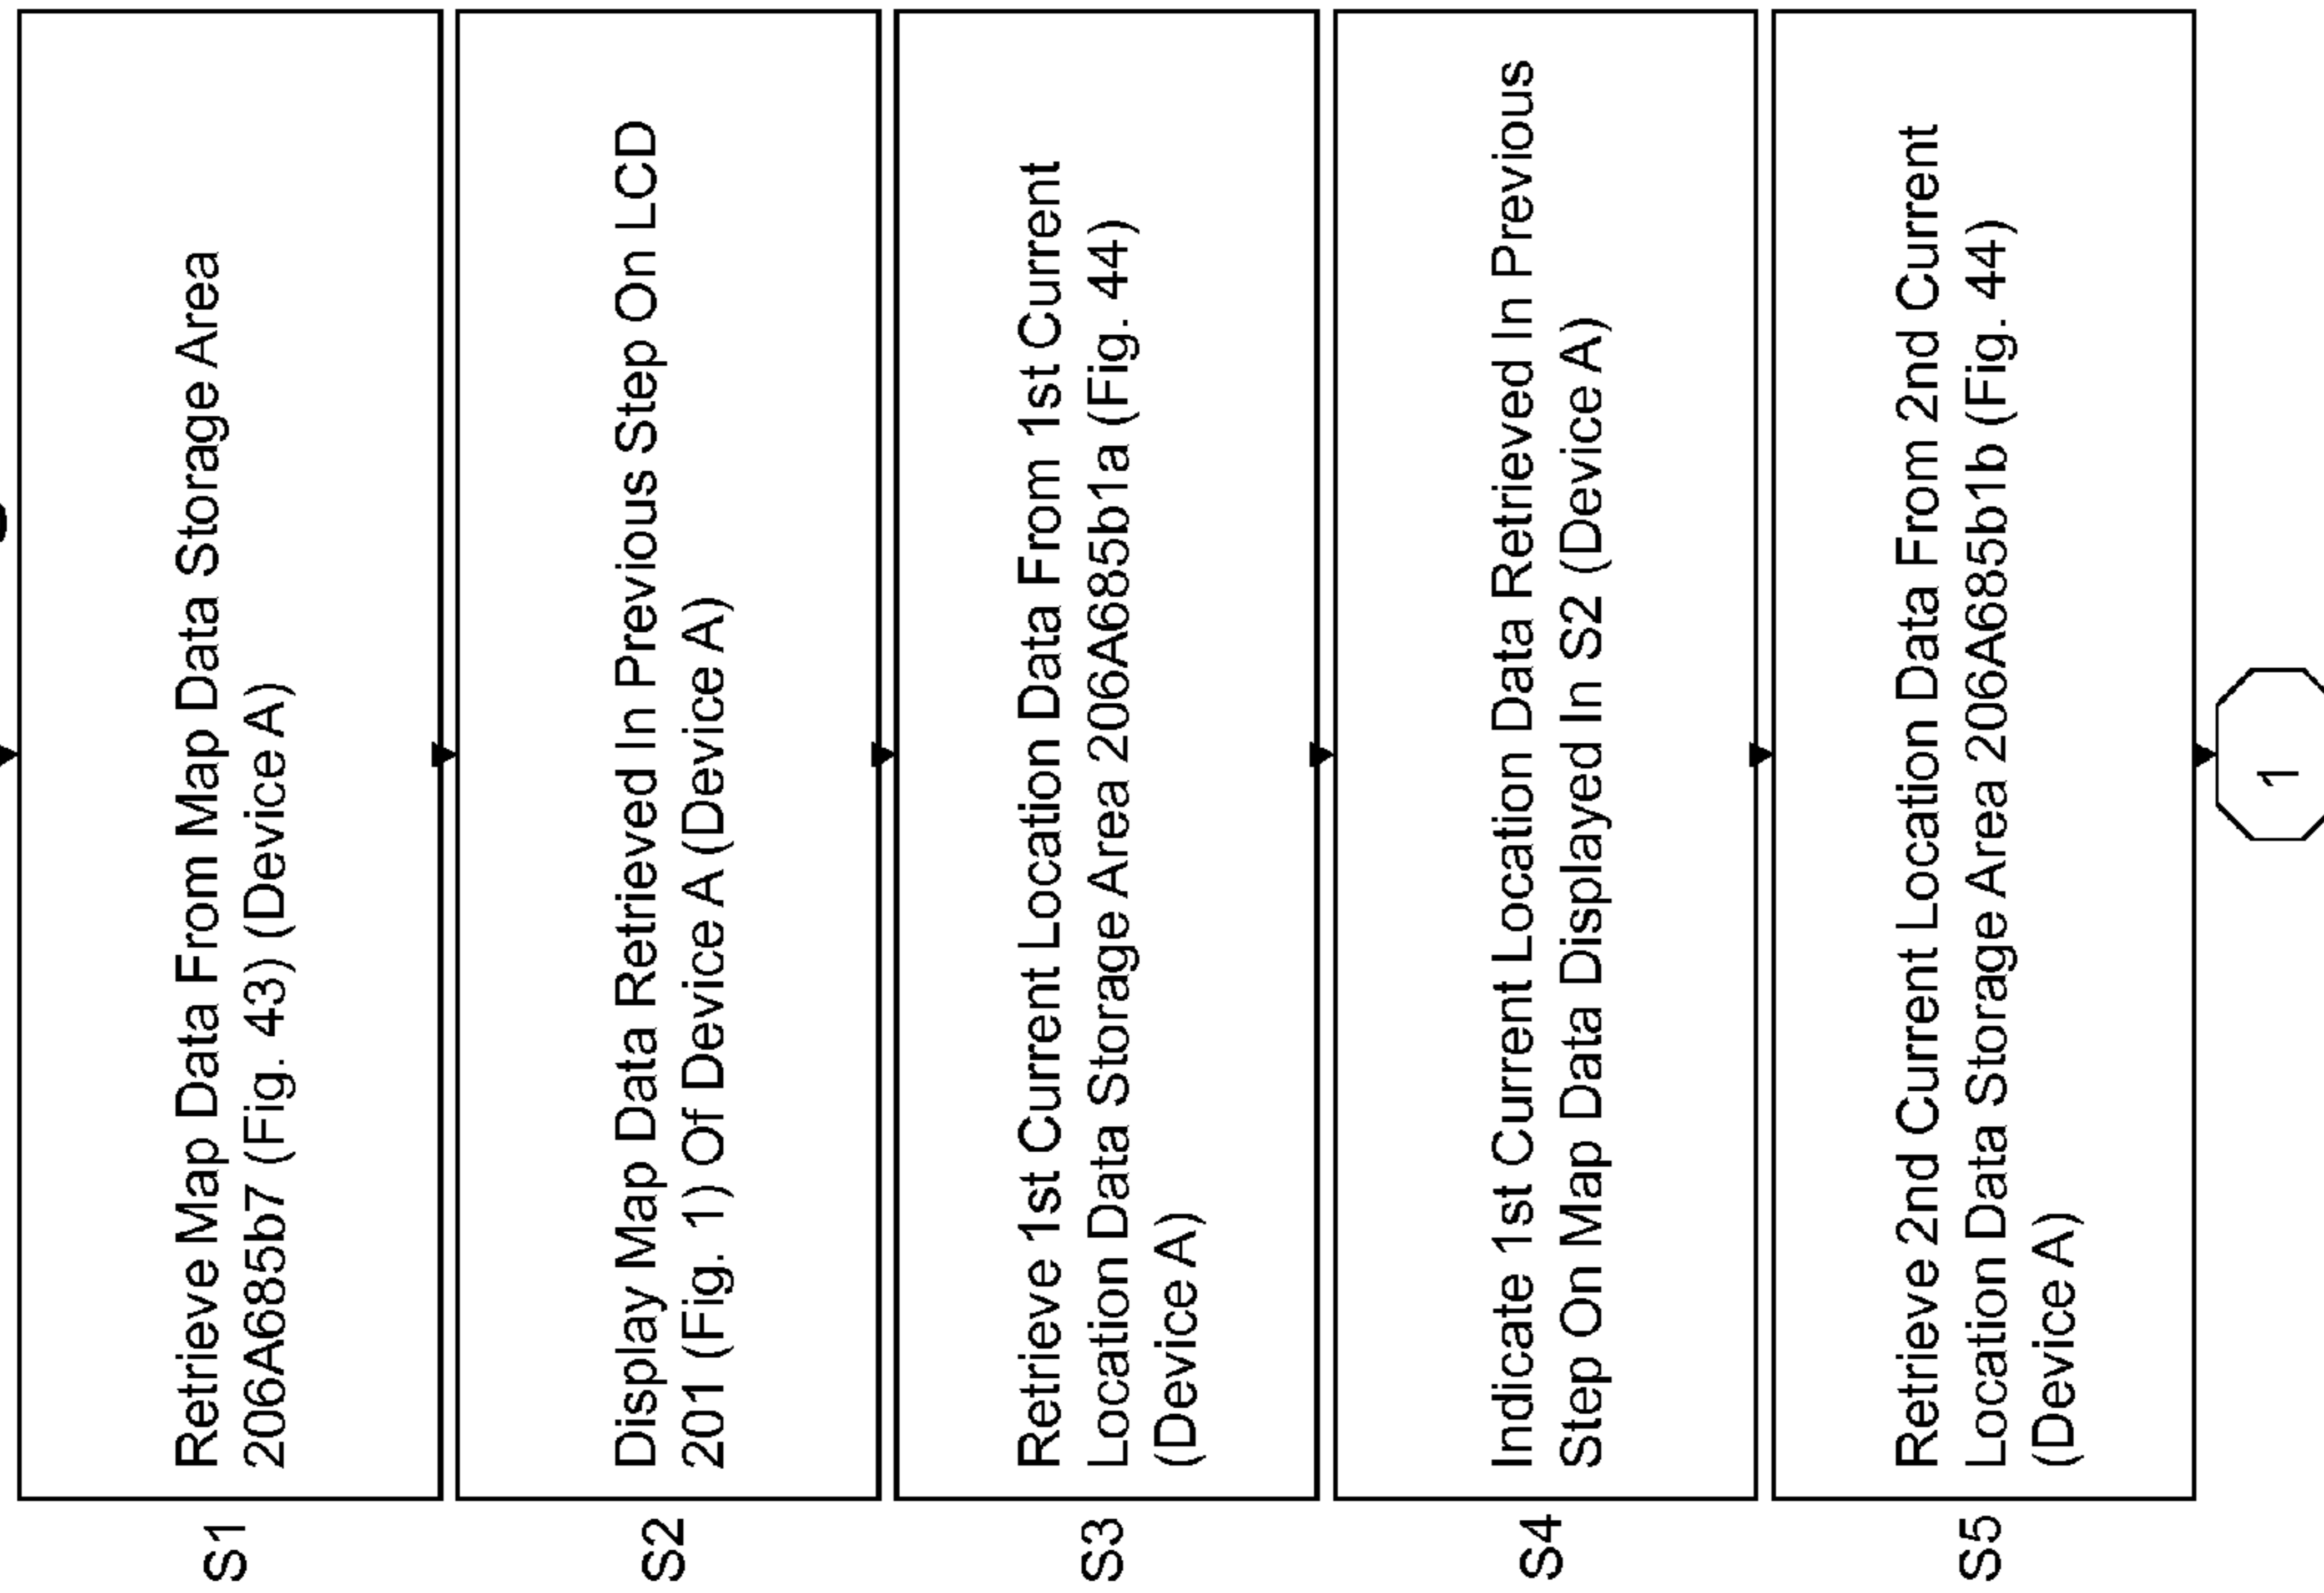 S1
Retrieve Map Data From Map Data Storage Area
206A685b7 (Fig. 43) (Device A)
S2
Display Map Data Retrieved In Previous Step On LCD
201 (Fig. 1) Of Device A (Device A)
S3
Retrieve 1st Current Location Data From 1st Current
Location Data Storage Area 206A685b1a (Fig. 44)
(Device A)
S4
Indicate 1st Current Location Data Retrieved In Previous
Step On Map Data Displayed In S2 (Device A)
S5
Retrieve 2nd Current Location Data From 2nd Current
Location Data Storage Area 206A685b1b (Fig. 44)
(Device A)
1